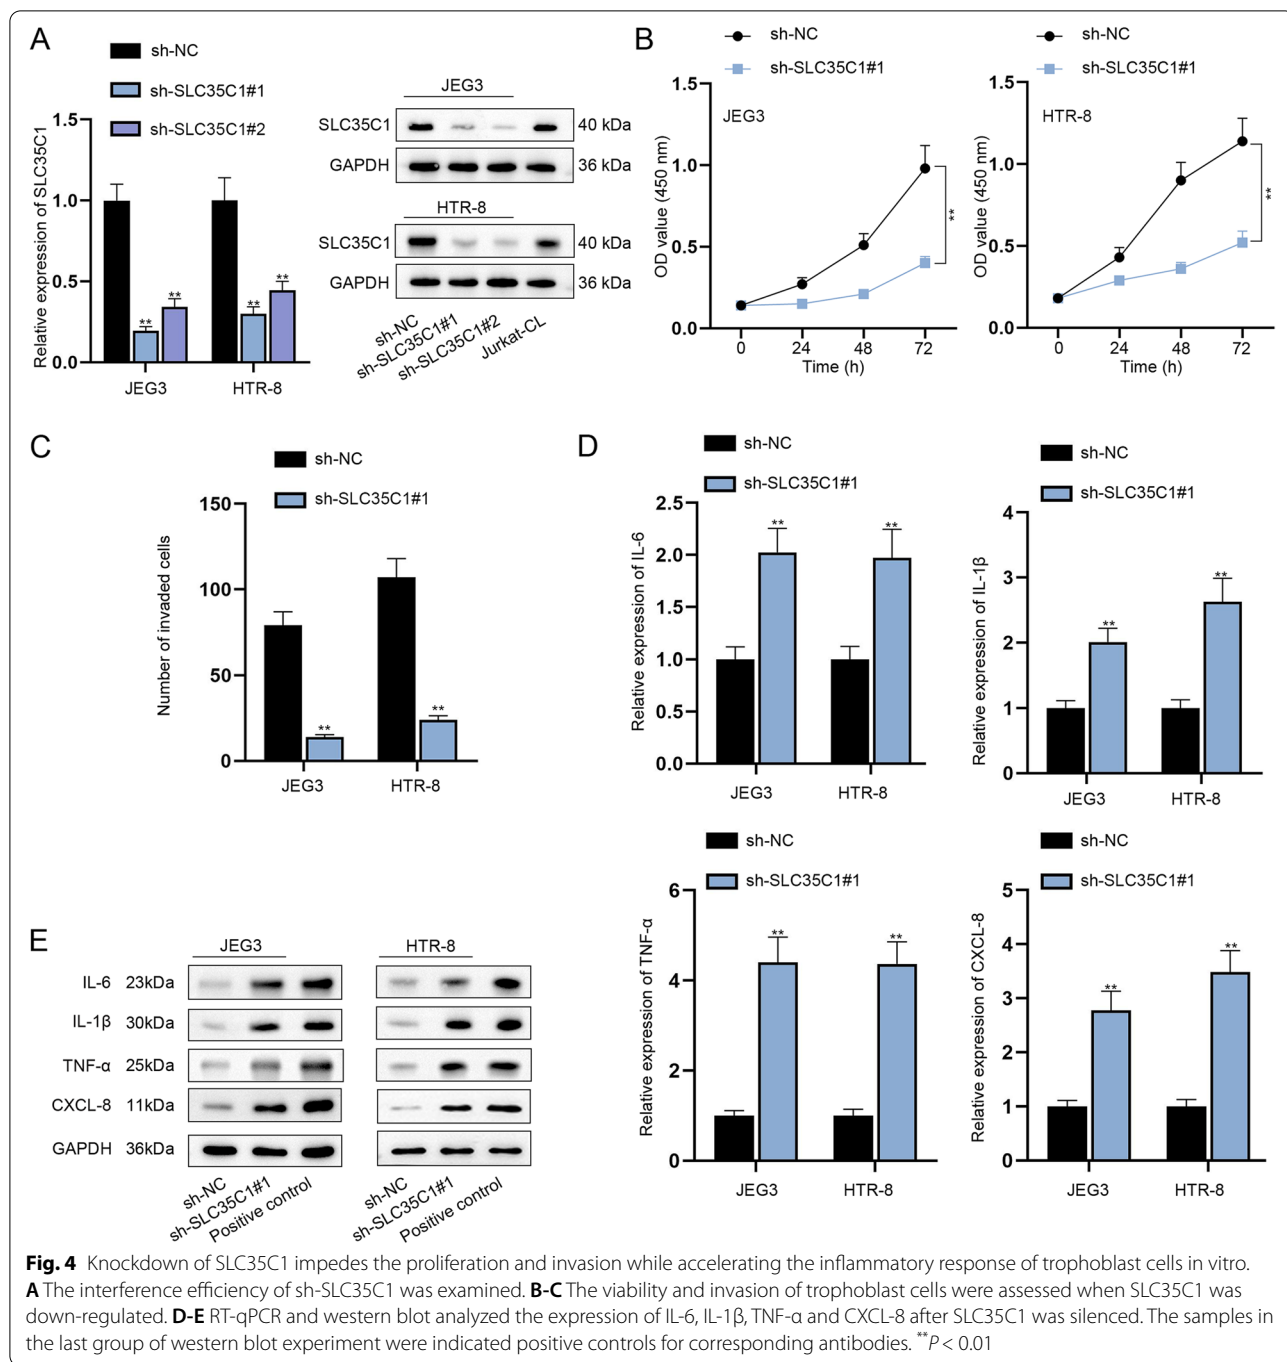 A
sh-NC
sh-SLC35C1#1
sh-SLC35C1#2
Relative expression of SLC35C1
1.5
1.0
0.5
0.0
** ** ** **
JEG3 HTR-8
JEG3
SLC35C1 40 kDa
GAPDH 36 kDa
HTR-8
SLC35C1 40 kDa
GAPDH 36 kDa
sh-NC
sh-SLC35C1#1
sh-SLC35C1#2
Jurkat-CL
B
sh-NC
sh-SLC35C1#1
JEG3
OD value (450 nm)
1.5
1.0
0.5
0.0
**
0 24 48 72
Time (h)
sh-NC
sh-SLC35C1#1
HTR-8
OD value (450 nm)
1.5
1.0
0.5
0.0
**
0 24 48 72
Time (h)
C
sh-NC
sh-SLC35C1#1
Number of invaded cells
150
100
50
0
** **
JEG3 HTR-8
D
sh-NC
sh-SLC35C1#1
Relative expression of IL-6
2.5
2.0
1.5
1.0
0.5
0.0
** **
JEG3 HTR-8
sh-NC
sh-SLC35C1#1
Relative expression of IL-1β
4
3
2
1
0
** **
JEG3 HTR-8
sh-NC
sh-SLC35C1#1
Relative expression of TNF-α
6
4
2
0
** **
JEG3 HTR-8
sh-NC
sh-SLC35C1#1
Relative expression of CXCL-8
5
4
3
2
1
0
** **
JEG3 HTR-8
E
JEG3 HTR-8
IL-6 23kDa
IL-1β 30kDa
TNF-α 25kDa
CXCL-8 11kDa
GAPDH 36kDa
sh-NC
sh-SLC35C1#1
Positive control
sh-NC
sh-SLC35C1#1
Positive control
Fig. 4 Knockdown of SLC35C1 impedes the proliferation and invasion while accelerating the inflammatory response of trophoblast cells in vitro.
A The interference efficiency of sh-SLC35C1 was examined. B-C The viability and invasion of trophoblast cells were assessed when SLC35C1 was
down-regulated. D-E RT-qPCR and western blot analyzed the expression of IL-6, IL-1β, TNF-α and CXCL-8 after SLC35C1 was silenced. The samples in
the last group of western blot experiment were indicated positive controls for corresponding antibodies. **P < 0.01